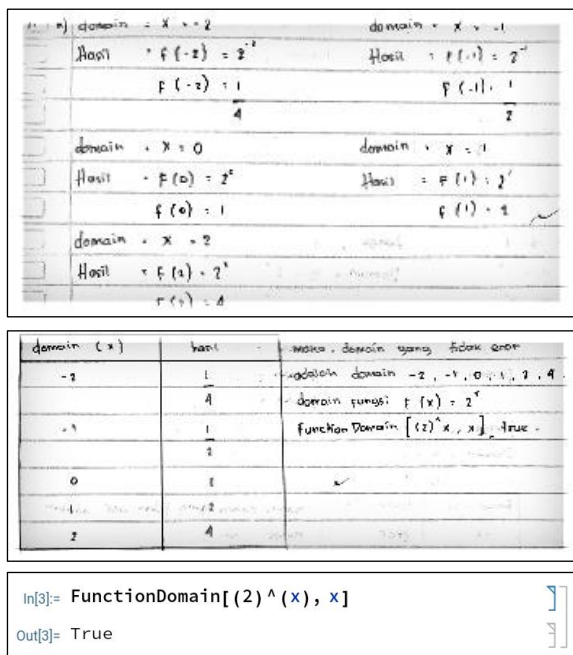 a) domain = x = -2    domain = x = -1
Hasil = f(-2) = 2^-2    Hasil = f(-1) = 2^-1
f(-2) = 1/4    f(-1) = 1/2
domain = x = 0    domain = x = 1
Hasil = f(0) = 2^0    Hasil = f(1) = 2^1
f(0) = 1    f(1) = 2
domain = x = 2
Hasil = f(2) = 2^2
f(2) = 4
domain (x)    hasil    maka, domain yang tidak eror
-2    1/4    adalah domain -2, -1, 0, 1, 2, 4
domain fungsi f(x) = 2^x
-1    1/2    Function Domain [(2)^x, x] true.
0    1
1    2
2    4
In[3]:= FunctionDomain[(2)^(x), x]
Out[3]= True